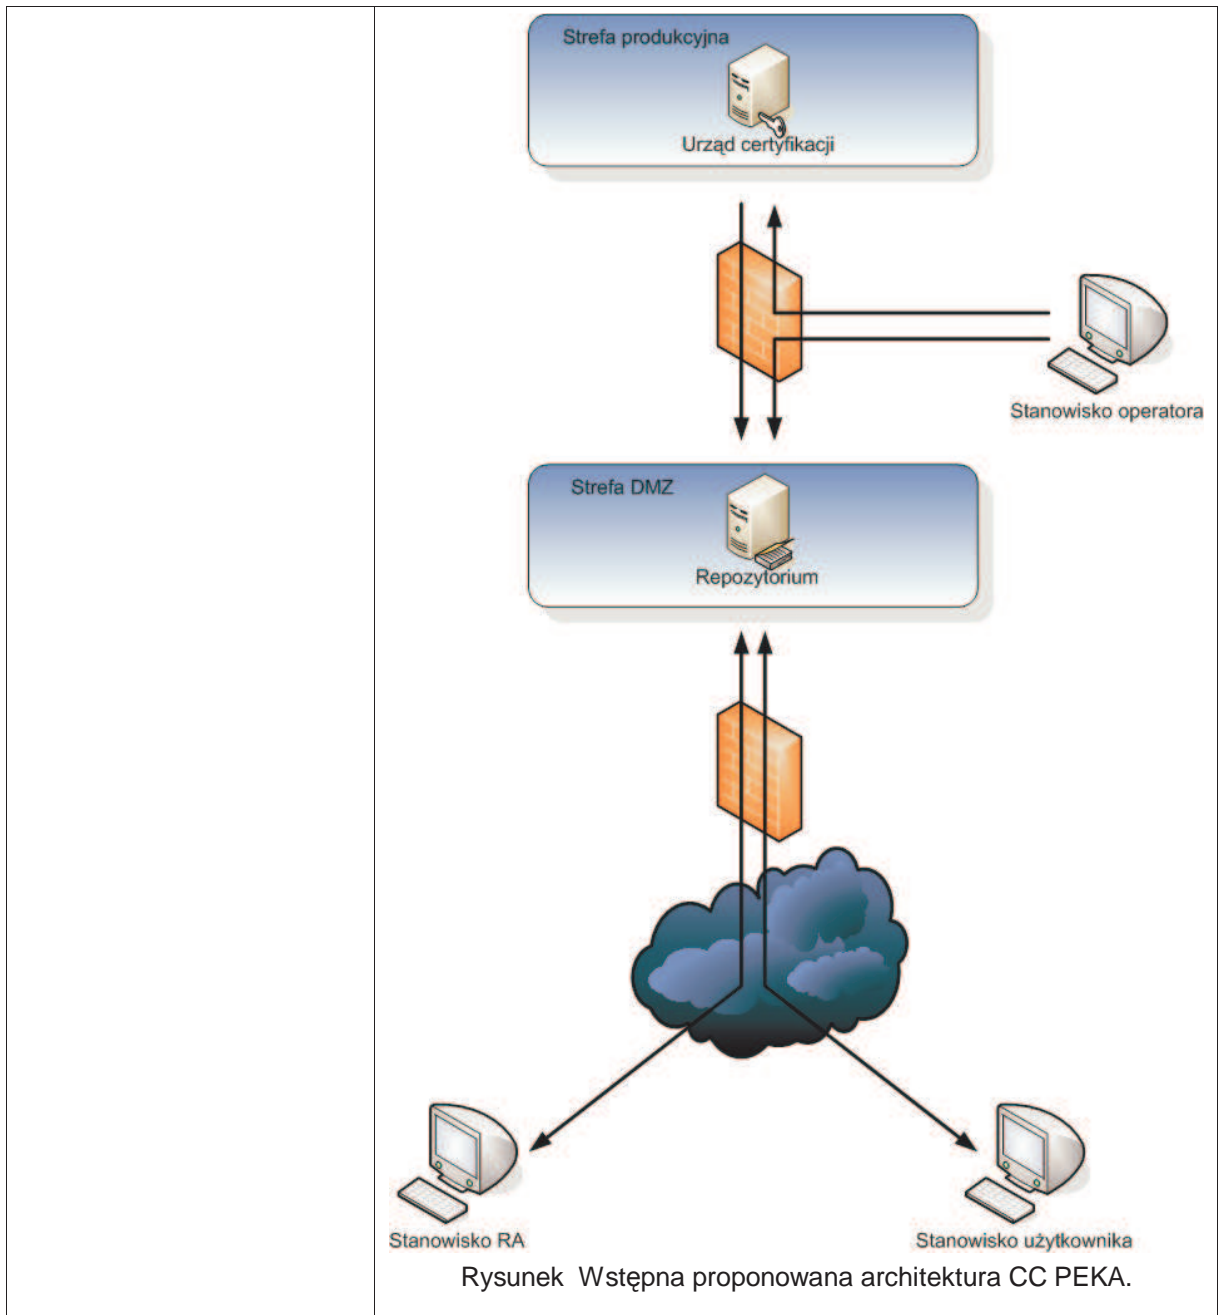 Strefa produkcyjna
Urząd certyfikacji
Stanowisko operatora
Strefa DMZ
Repozytorium
Stanowisko RA
Stanowisko użytkownika
Rysunek Wstępna proponowana architektura CC PEKA.